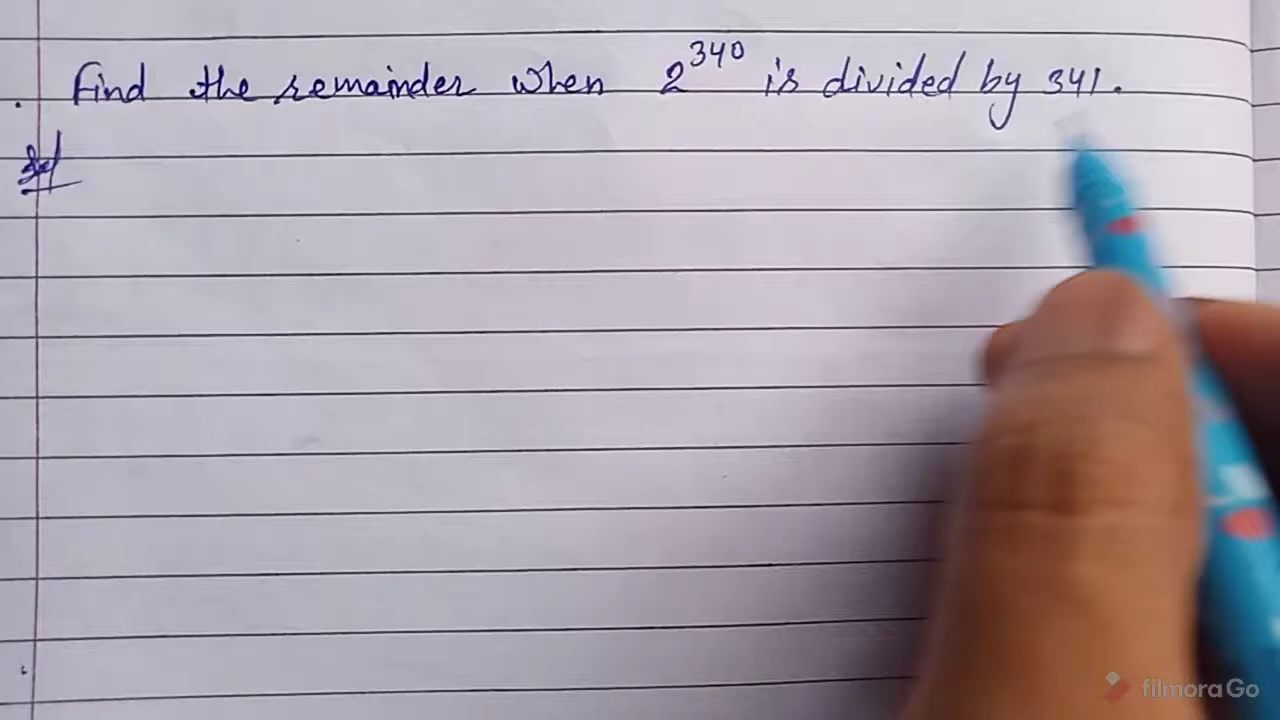 . Find the remainder when 2^340 is divided by 341.
Sol
filmoraGo